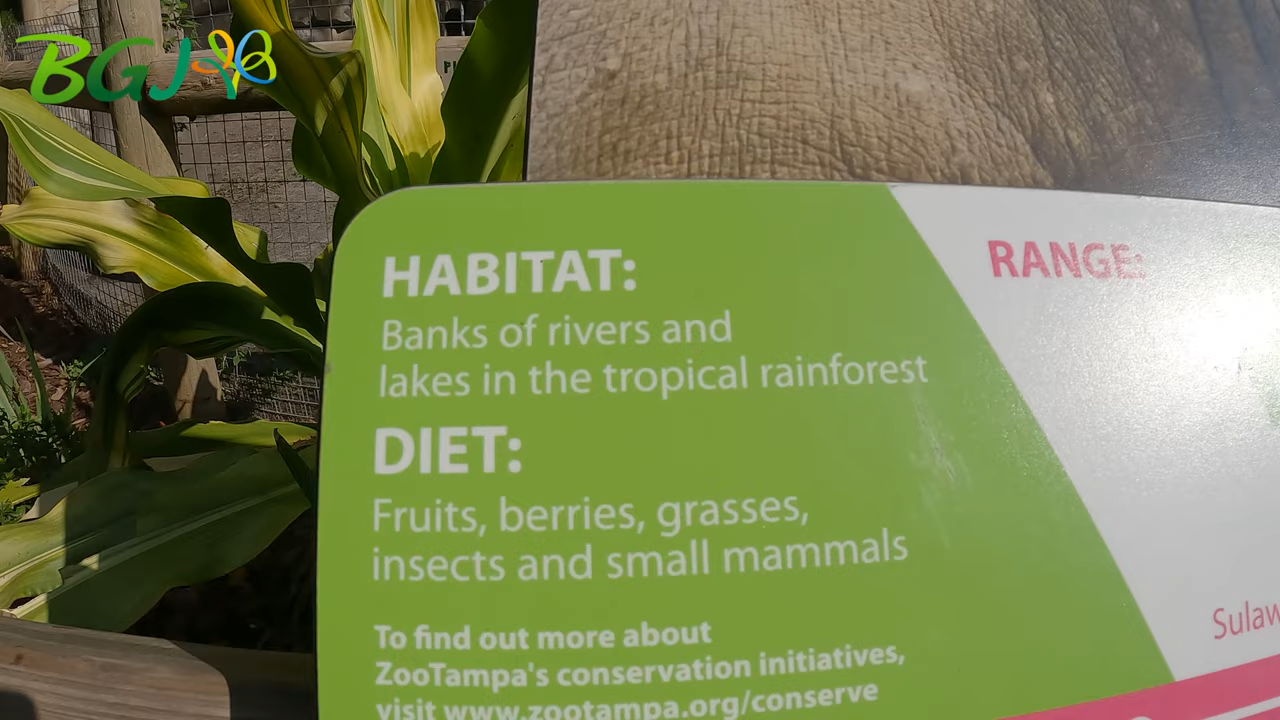 BGJ
HABITAT:
Banks of rivers and
lakes in the tropical rainforest
DIET:
Fruits, berries, grasses,
insects and small mammals
To find out more about
ZooTampa's conservation initiatives,
visit www.zootampa.org/conserve
RANGE: